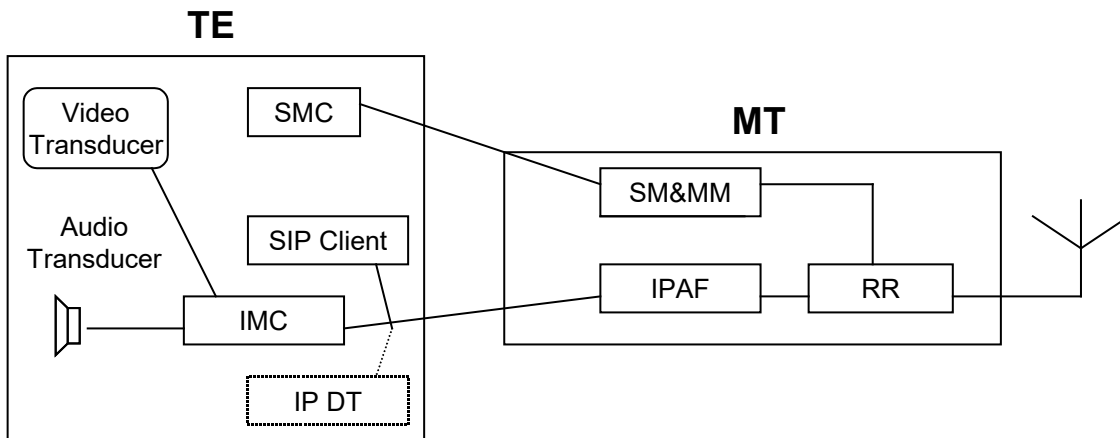 TE
Video
Transducer
SMC
MT
SM&MM
Audio
Transducer
SIP Client
IPAF
RR
IMC
IP DT